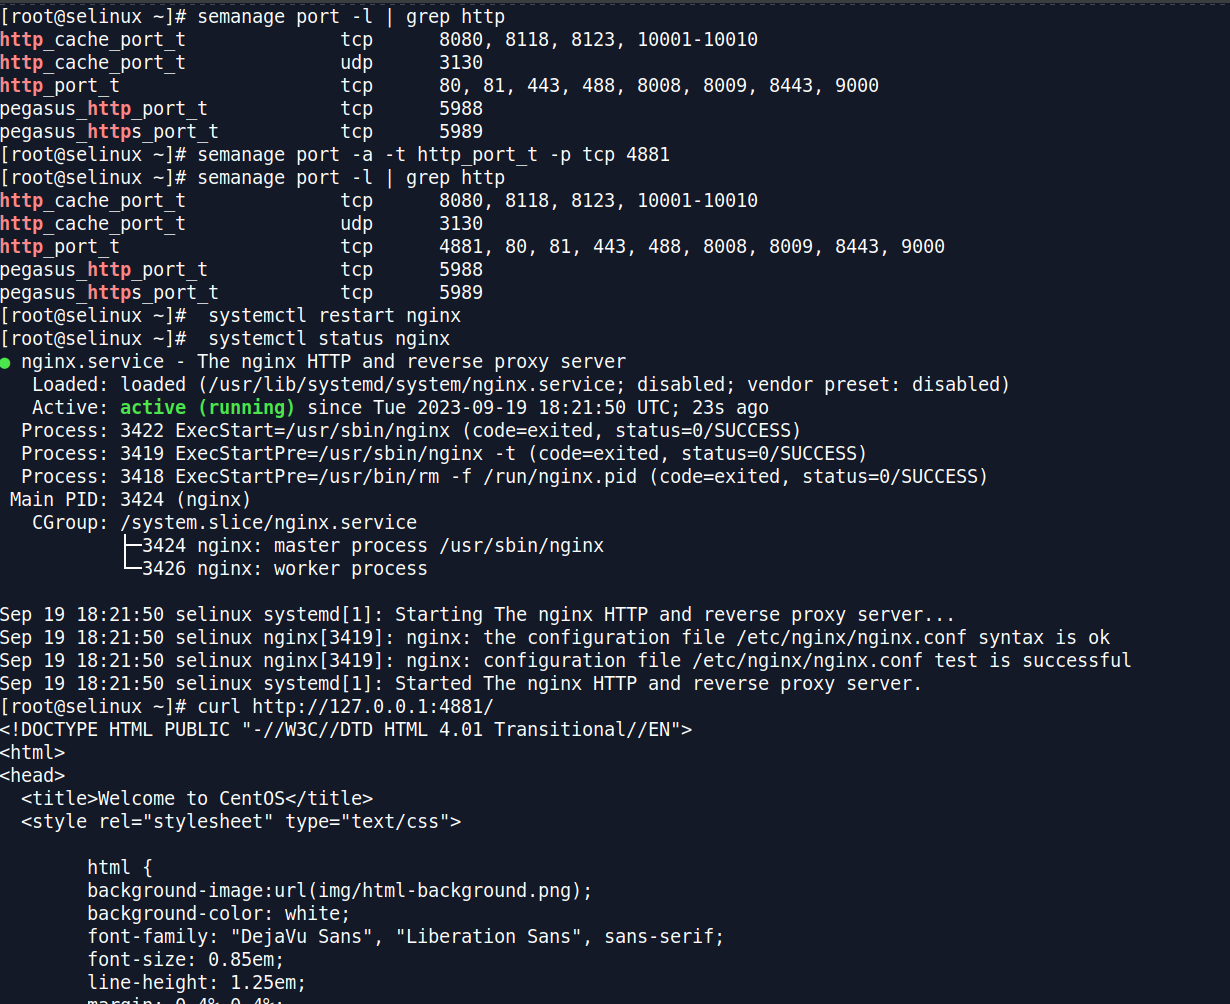 [root@selinux ~]# semanage port -l | grep http
http_cache_port_t              tcp      8080, 8118, 8123, 10001-10010
http_cache_port_t              udp      3130
http_port_t                    tcp      80, 81, 443, 488, 8008, 8009, 8443, 9000
pegasus_http_port_t            tcp      5988
pegasus_https_port_t           tcp      5989
[root@selinux ~]# semanage port -a -t http_port_t -p tcp 4881
[root@selinux ~]# semanage port -l | grep http
http_cache_port_t              tcp      8080, 8118, 8123, 10001-10010
http_cache_port_t              udp      3130
http_port_t                    tcp      4881, 80, 81, 443, 488, 8008, 8009, 8443, 9000
pegasus_http_port_t            tcp      5988
pegasus_https_port_t           tcp      5989
[root@selinux ~]#  systemctl restart nginx
[root@selinux ~]#  systemctl status nginx
● nginx.service - The nginx HTTP and reverse proxy server
   Loaded: loaded (/usr/lib/systemd/system/nginx.service; disabled; vendor preset: disabled)
   Active: active (running) since Tue 2023-09-19 18:21:50 UTC; 23s ago
  Process: 3422 ExecStart=/usr/sbin/nginx (code=exited, status=0/SUCCESS)
  Process: 3419 ExecStartPre=/usr/sbin/nginx -t (code=exited, status=0/SUCCESS)
  Process: 3418 ExecStartPre=/usr/bin/rm -f /run/nginx.pid (code=exited, status=0/SUCCESS)
 Main PID: 3424 (nginx)
   CGroup: /system.slice/nginx.service
           ├─3424 nginx: master process /usr/sbin/nginx
           └─3426 nginx: worker process

Sep 19 18:21:50 selinux systemd[1]: Starting The nginx HTTP and reverse proxy server...
Sep 19 18:21:50 selinux nginx[3419]: nginx: the configuration file /etc/nginx/nginx.conf syntax is ok
Sep 19 18:21:50 selinux nginx[3419]: nginx: configuration file /etc/nginx/nginx.conf test is successful
Sep 19 18:21:50 selinux systemd[1]: Started The nginx HTTP and reverse proxy server.
[root@selinux ~]# curl http://127.0.0.1:4881/
<!DOCTYPE HTML PUBLIC "-//W3C//DTD HTML 4.01 Transitional//EN">
<html>
<head>
  <title>Welcome to CentOS</title>
  <style rel="stylesheet" type="text/css">

        html {
        background-image:url(img/html-background.png);
        background-color: white;
        font-family: "DejaVu Sans", "Liberation Sans", sans-serif;
        font-size: 0.85em;
        line-height: 1.25em;
        margin: 0 4% 0 4%;